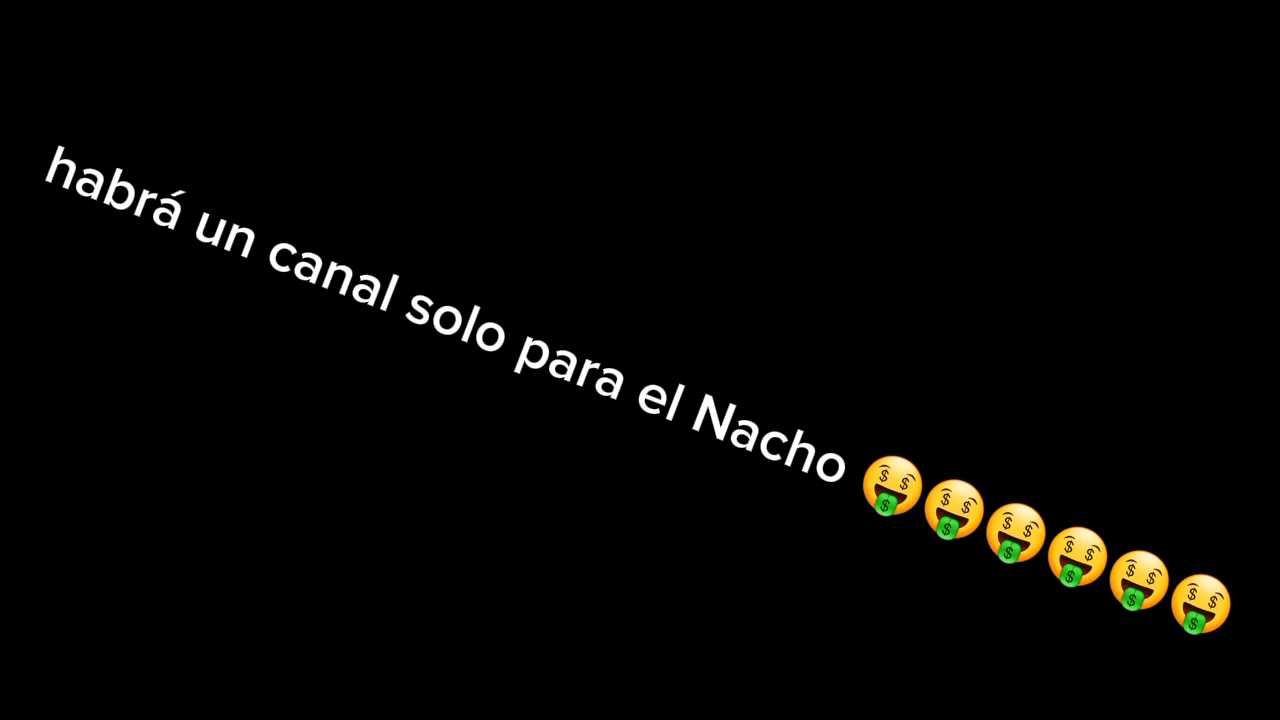 habrá un canal solo para el Nacho 🤑🤑🤑🤑🤑🤑